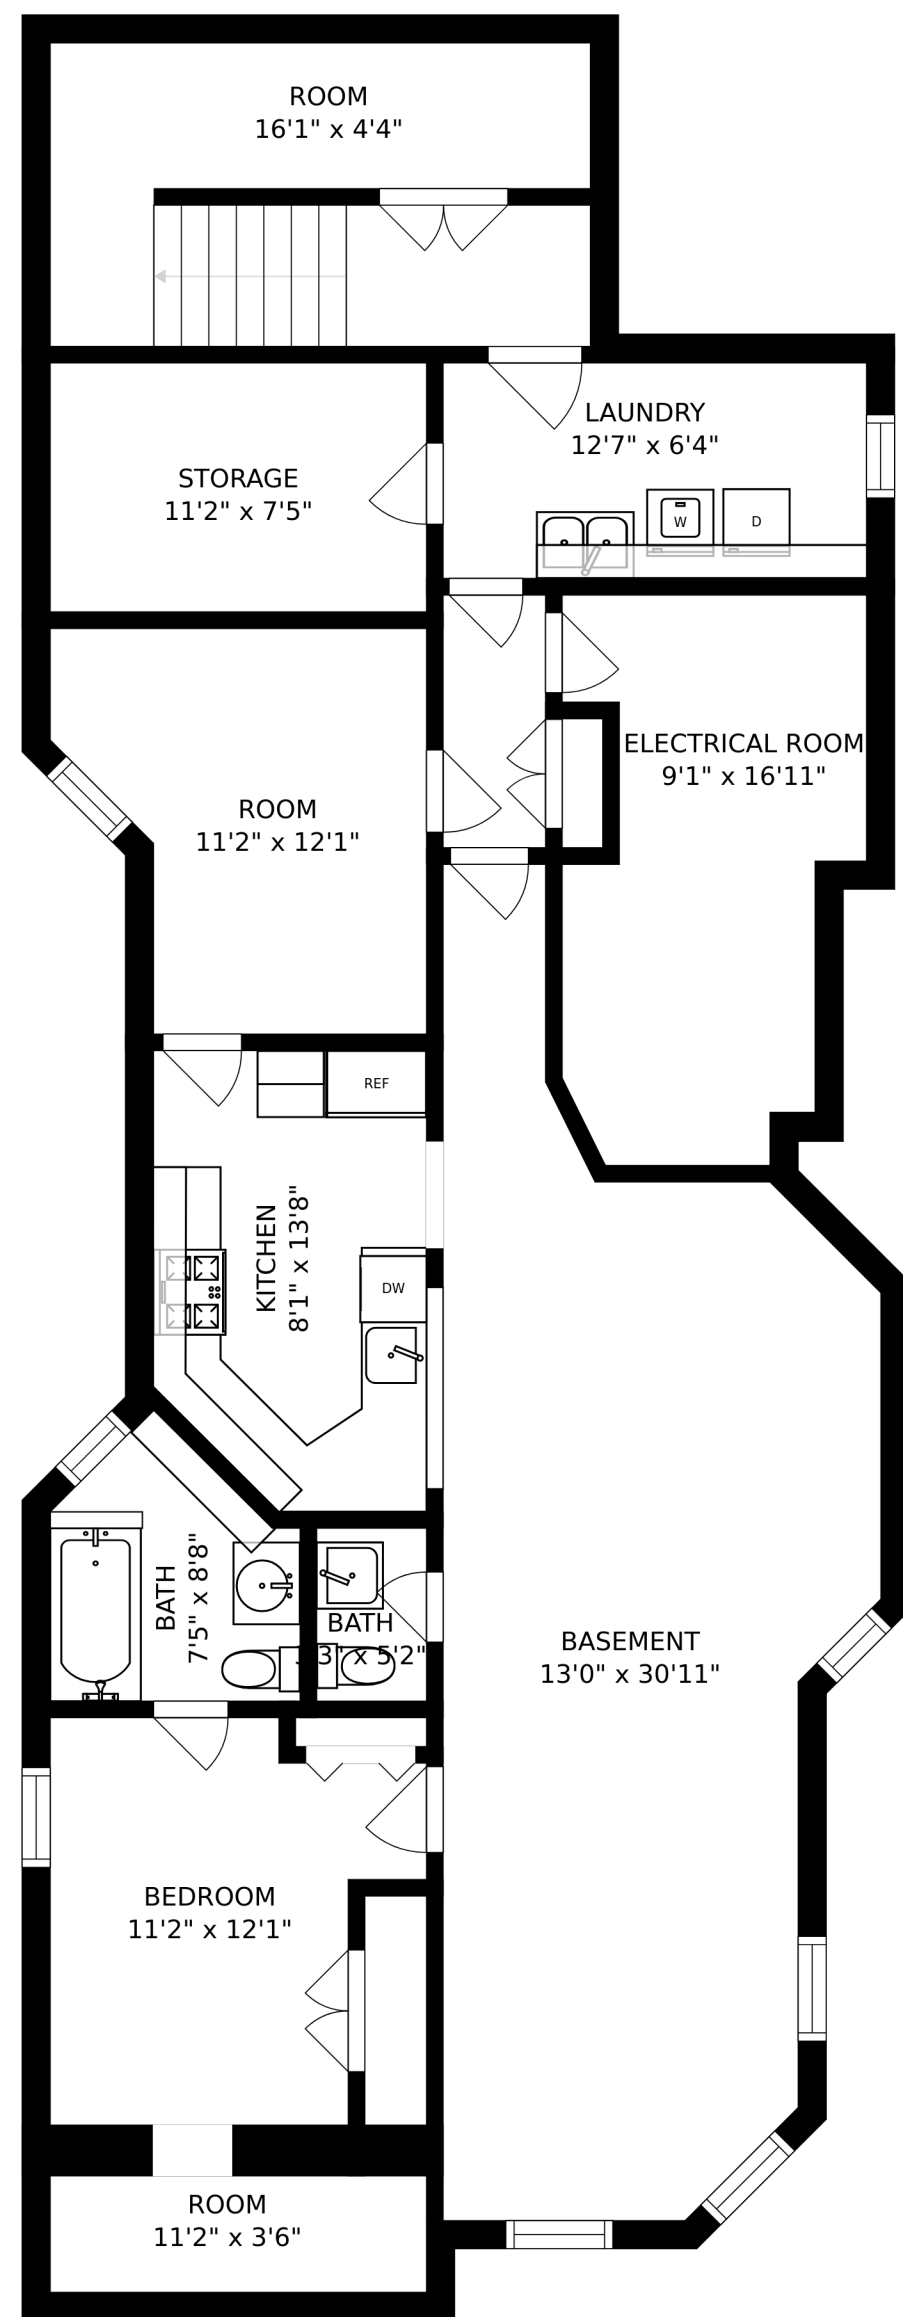 ROOM
16'1" x 4'4"
LAUNDRY
12'7" x 6'4"
STORAGE
11'2" x 7'5"
W
D
ELECTRICAL ROOM
9'1" x 16'11"
ROOM
11'2" x 12'1"
REF
KITCHEN
8'1" x 13'8"
DW
BATH
7'5" x 8'8"
BATH
x 5'2"
BASEMENT
13'0" x 30'11"
BEDROOM
11'2" x 12'1"
ROOM
11'2" x 3'6"